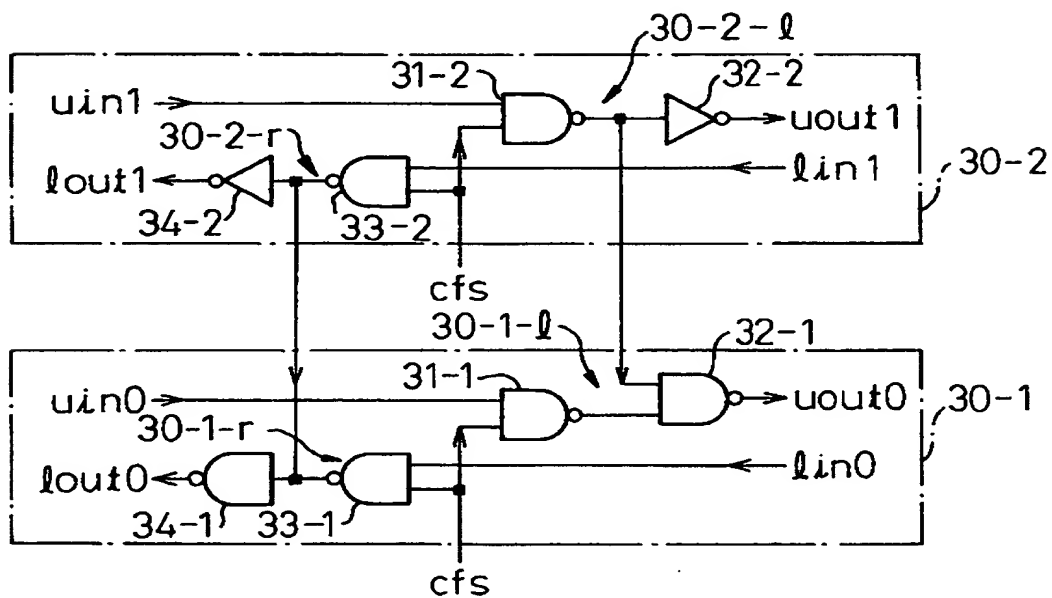 30-2-ℓ
31-2
32-2
uin1
uout1
30-2-r
ℓout1
ℓin1
30-2
34-2
33-2
cfs
30-1-ℓ
32-1
31-1
uin0
uout0
30-1
30-1-r
ℓout0
ℓin0
34-1
33-1
cfs